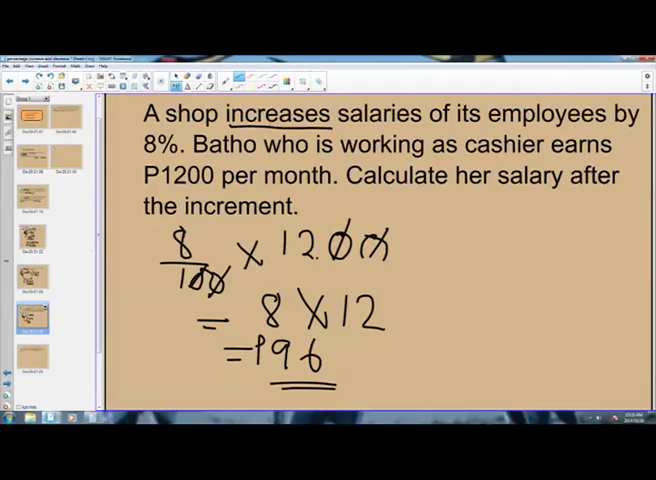 A shop increases salaries of its employees by
8%. Batho who is working as cashier earns
P1200 per month. Calculate her salary after
the increment.
8/100 × 1200
= 8 × 12
= P96